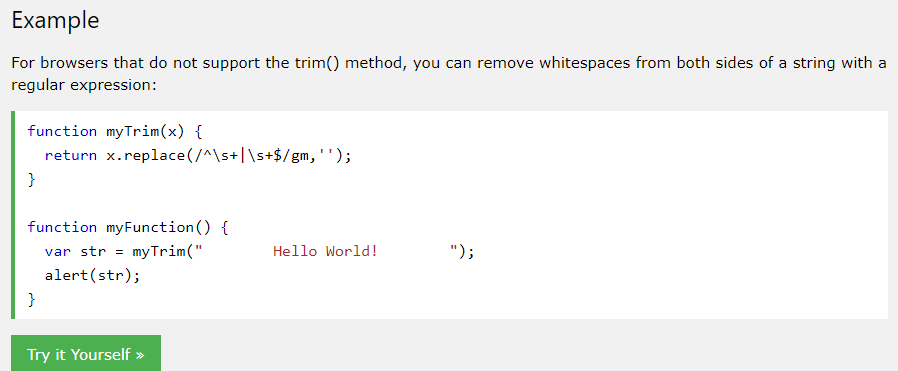 Example
For browsers that do not support the trim() method, you can remove whitespaces from both sides of a string with a
regular expression:
function myTrim(x) {
  return x.replace(/^\s+|\s+$/gm,'');
}
function myFunction() {
  var str = myTrim("        Hello World!        ");
  alert(str);
}
Try it Yourself »